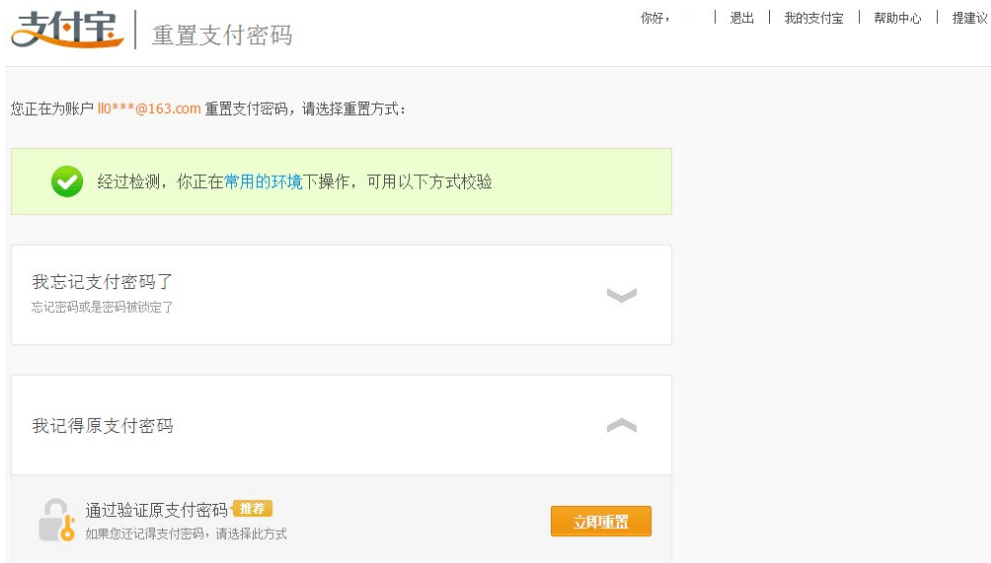 支付宝 | 重置支付密码
你好， | 退出 | 我的支付宝 | 帮助中心 | 提建议
您正在为账户 ll0***@163.com 重置支付密码，请选择重置方式：
经过检测，你正在常用的环境下操作，可用以下方式校验
我忘记支付密码了
忘记密码或是密码被锁定了
我记得原支付密码
通过验证原支付密码 推荐
如果您还记得支付密码，请选择此方式
立即重置